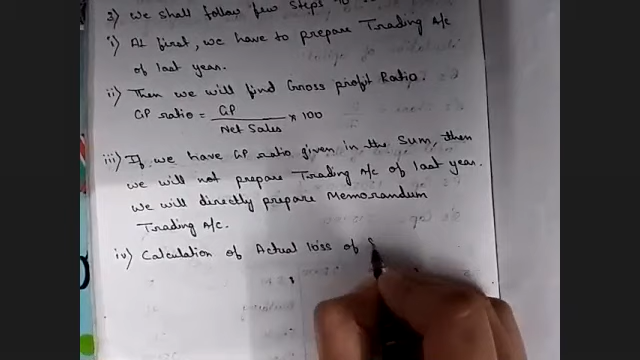 3) We shall follow few steps to
i) At first, we have to prepare Trading A/c
of last year.
ii) Then we will find Gross profit Ratio.
GP ratio = GP / Net Sales × 100
iii) If we have GP ratio given in the sum, then
we will not prepare Trading A/c of last year.
We will directly prepare Memorandum
Trading A/c.
iv) Calculation of Actual loss of